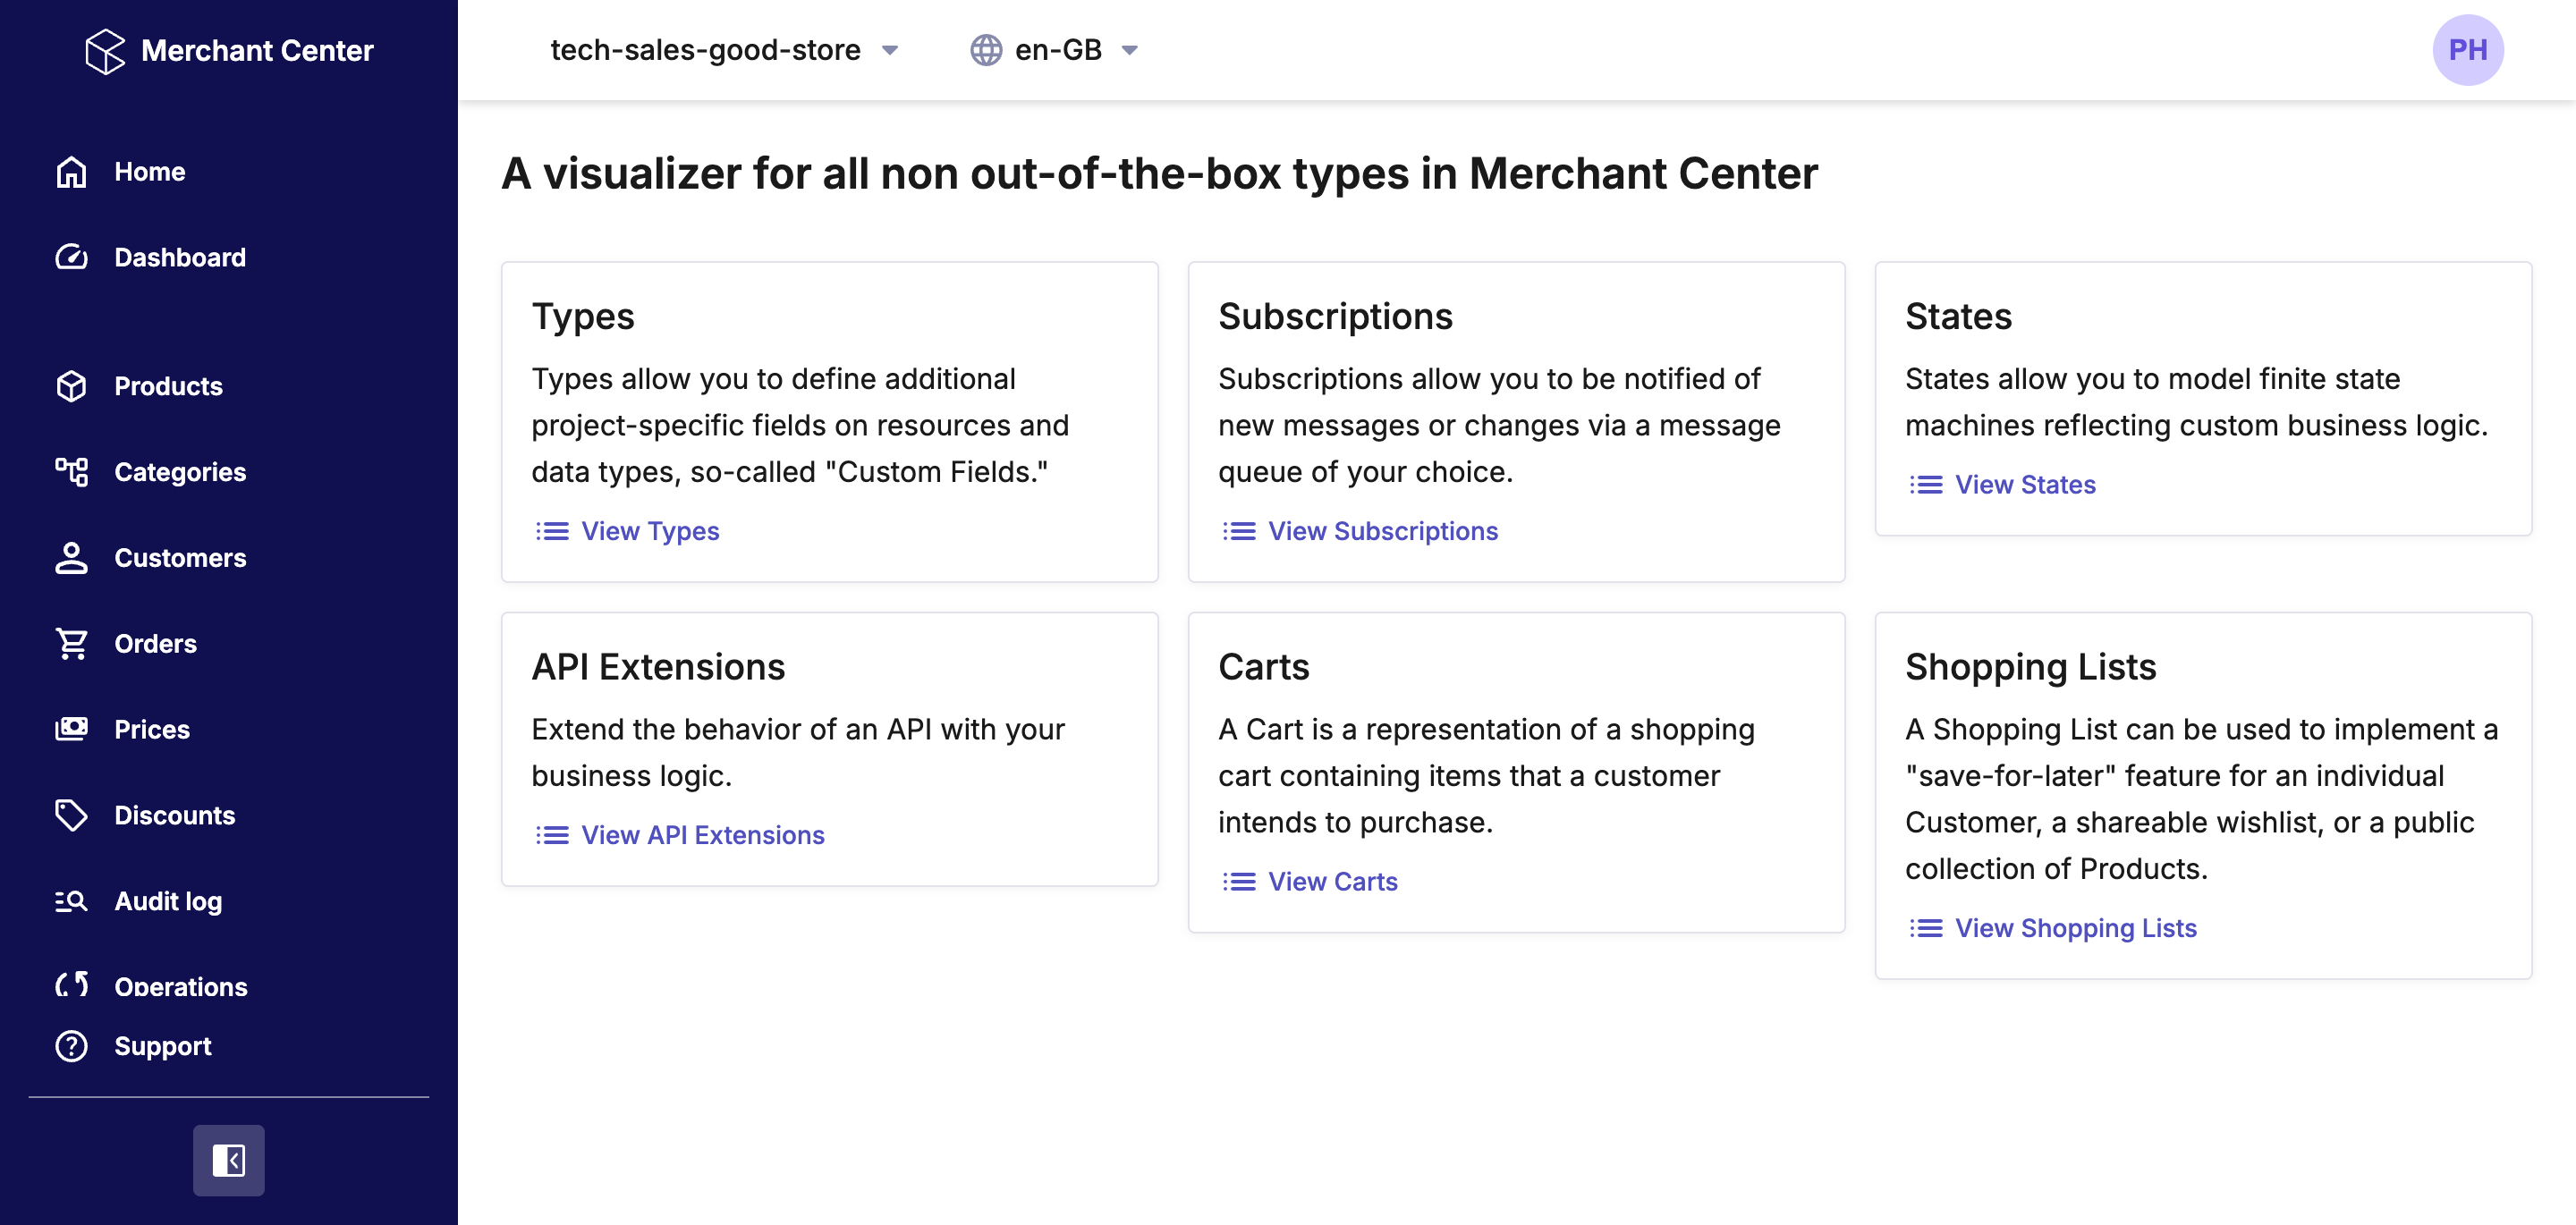 Merchant Center
tech-sales-good-store
en-GB
PH
Home
Dashboard
Products
Categories
Customers
Orders
Prices
Discounts
Audit log
Operations
Support
A visualizer for all non out-of-the-box types in Merchant Center
Types
Types allow you to define additional
project-specific fields on resources and
data types, so-called "Custom Fields."
View Types
Subscriptions
Subscriptions allow you to be notified of
new messages or changes via a message
queue of your choice.
View Subscriptions
States
States allow you to model finite state
machines reflecting custom business logic.
View States
API Extensions
Extend the behavior of an API with your
business logic.
View API Extensions
Carts
A Cart is a representation of a shopping
cart containing items that a customer
intends to purchase.
View Carts
Shopping Lists
A Shopping List can be used to implement a
"save-for-later" feature for an individual
Customer, a shareable wishlist, or a public
collection of Products.
View Shopping Lists